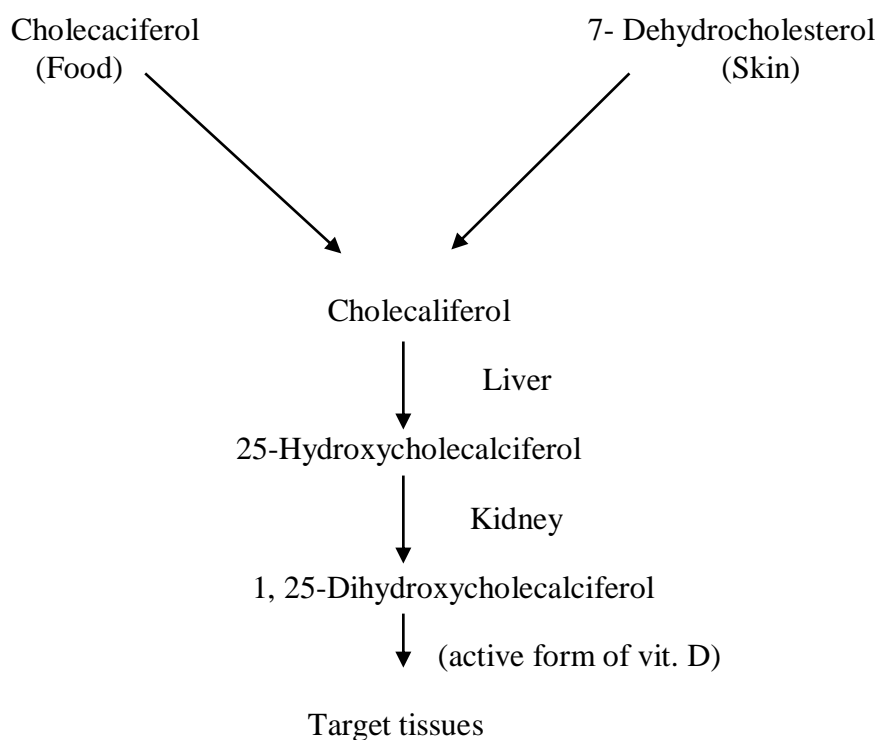 Cholecaciferol
(Food)
7- Dehydrocholesterol
(Skin)
Cholecaliferol
Liver
25-Hydroxycholecalciferol
Kidney
1, 25-Dihydroxycholecalciferol
(active form of vit. D)
Target tissues